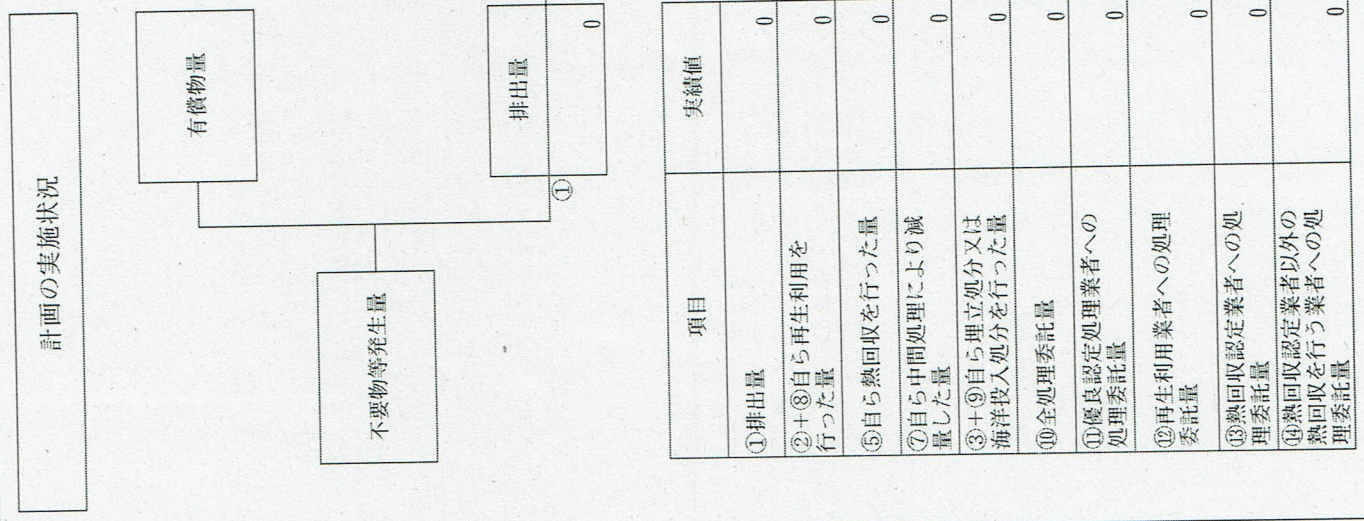 計画の実施状況
有償物量
不要物等発生量
排出量
①
0
項目 実績値
①排出量 0
②+⑧自ら再生利用を
行った量 0
⑤自ら熱回収を行った量 0
⑦自ら中間処理により減
量した量 0
③+⑨自ら埋立処分又は
海洋投入処分を行った量 0
⑩全処理委託量 0
⑪優良認定処理業者への
処理委託量 0
⑫再生利用業者への処理
委託量 0
⑬熱回収認定業者への処
理委託量 0
⑭熱回収認定業者以外の
熱回収を行う業者への処
理委託量 0